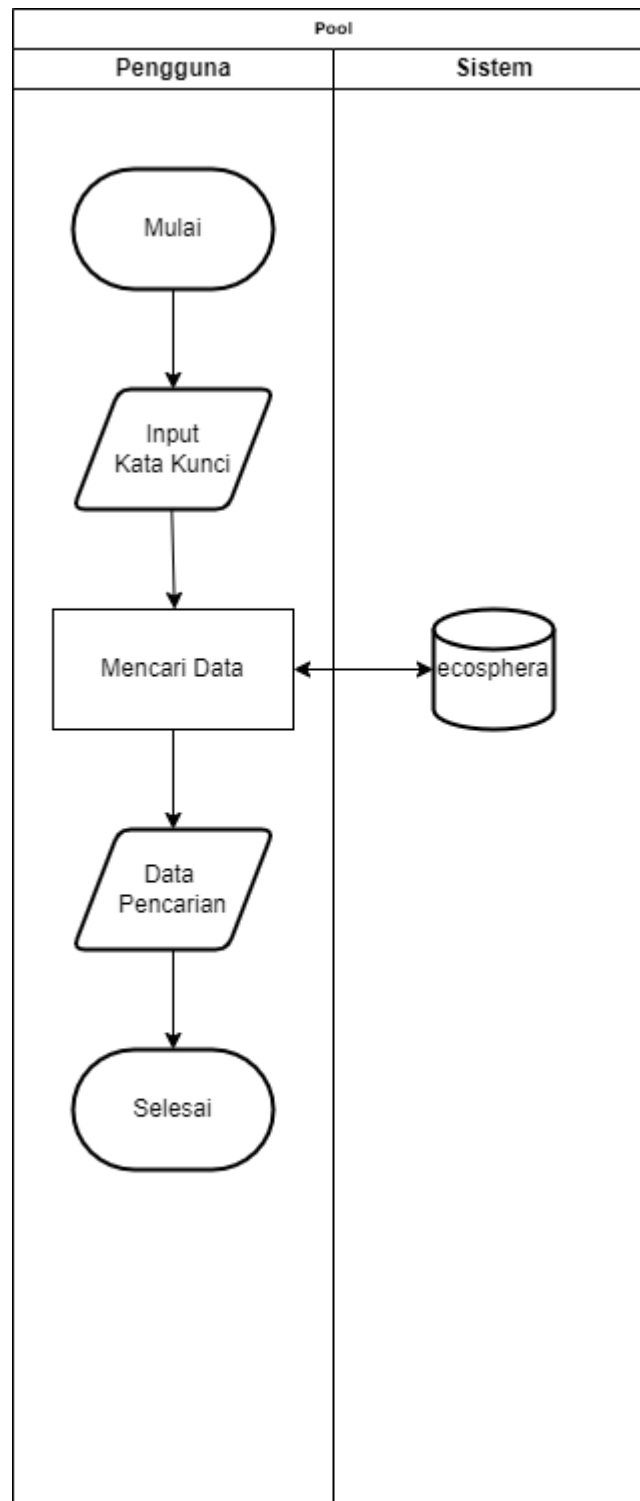 Pool
Pengguna
Sistem
Mulai
Input
Kata Kunci
Mencari Data
ecosphera
Data
Pencarian
Selesai